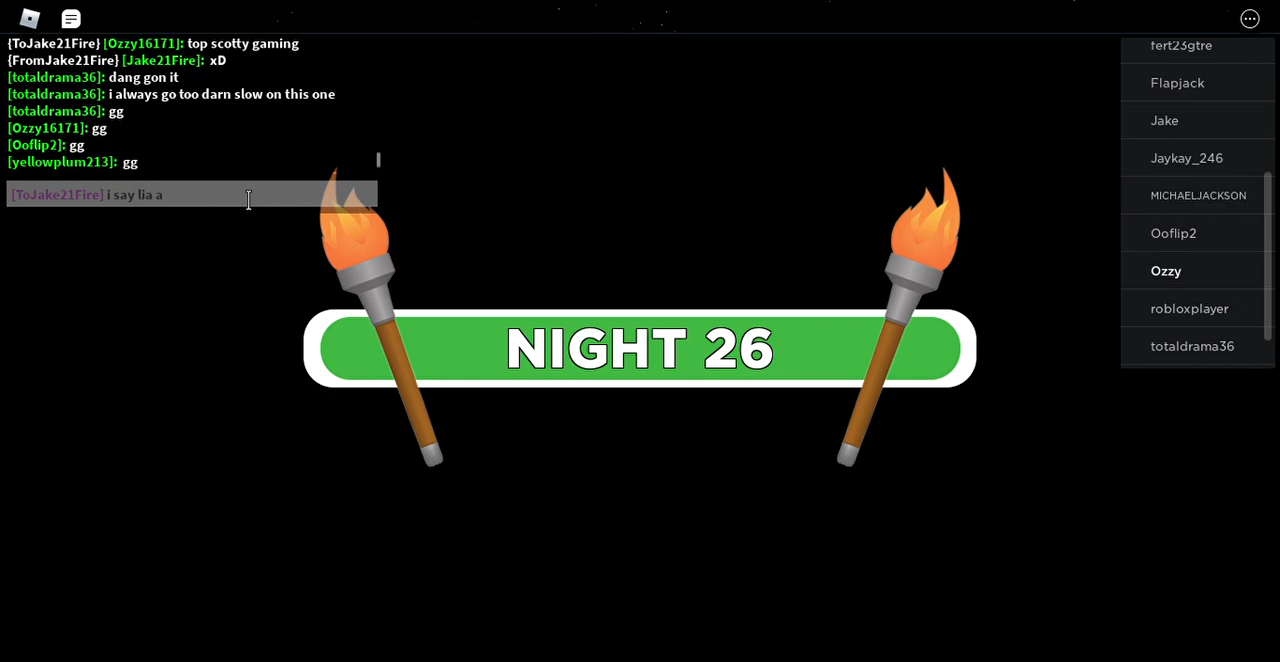 {ToJake21Fire} [Ozzy16171]: top scotty gaming
{FromJake21Fire} [Jake21Fire]: xD
[totaldrama36]: dang gon it
[totaldrama36]: i always go too darn slow on this one
[totaldrama36]: gg
[Ozzy16171]: gg
[Ooflip2]: gg
[yellowplum213]: gg
[ToJake21Fire] i say lia a
NIGHT 26
fert23gtre
Flapjack
Jake
Jaykay_246
MICHAELJACKSON
Ooflip2
Ozzy
robloxplayer
totaldrama36